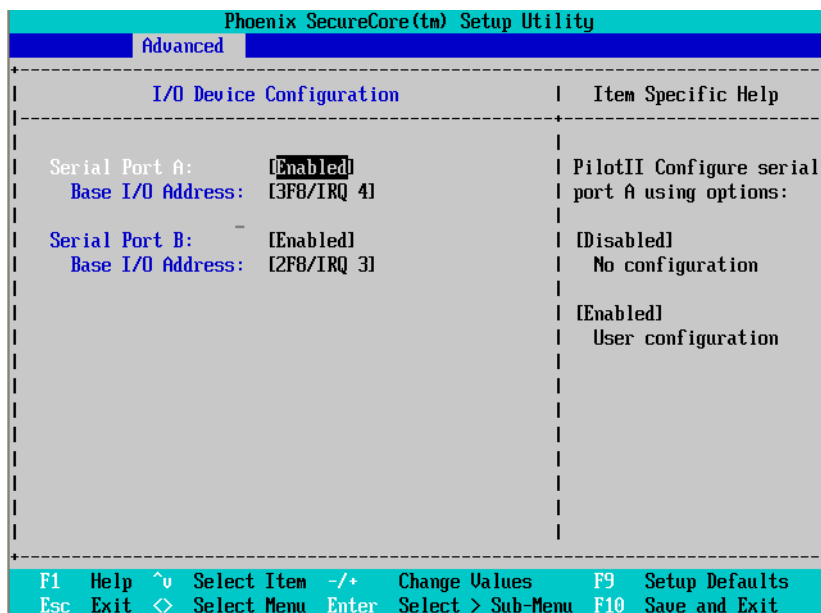 Phoenix SecureCore(tm) Setup Utility
Advanced
I/O Device Configuration
Item Specific Help
Serial Port A: [Enabled]
Base I/O Address: [3F8/IRQ 4]
Serial Port B: [Enabled]
Base I/O Address: [2F8/IRQ 3]
PilotII Configure serial
port A using options:
[Disabled]
No configuration
[Enabled]
User configuration
F1 Help ^v Select Item -/+ Change Values F9 Setup Defaults
Esc Exit <> Select Menu Enter Select > Sub-Menu F10 Save and Exit